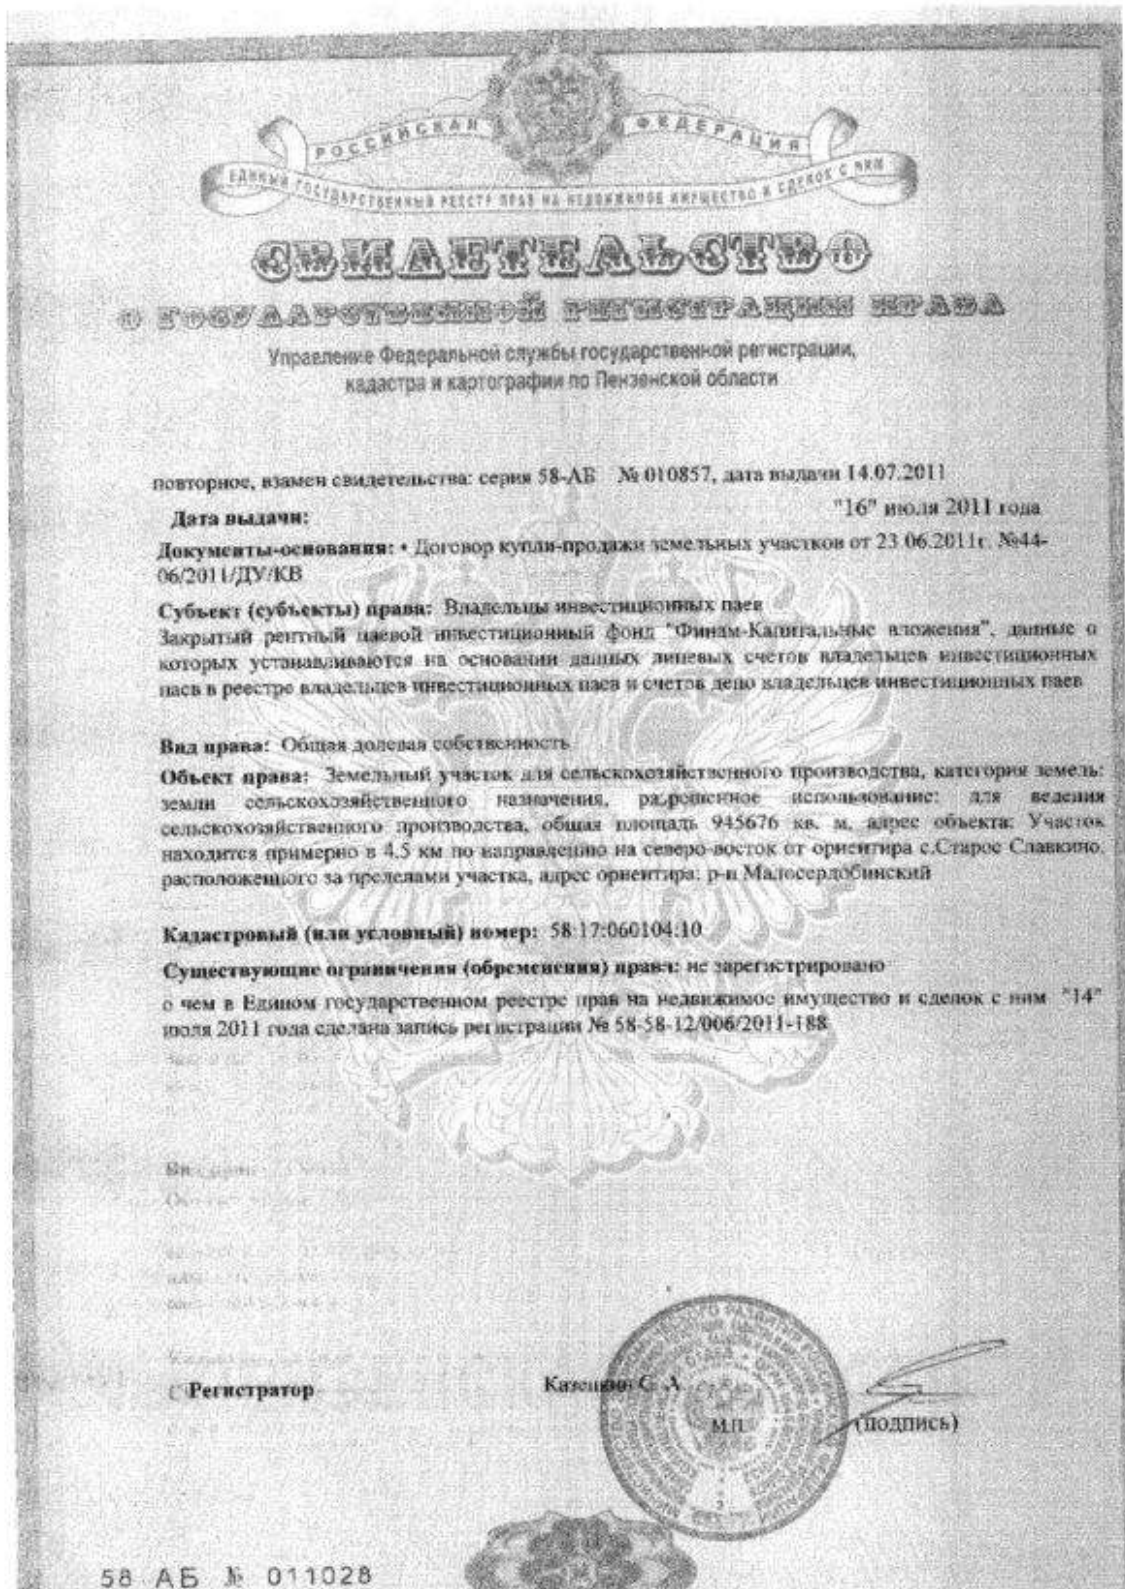 РОССИЙСКАЯ ФЕДЕРАЦИЯ
ЕДИНЫЙ ГОСУДАРСТВЕННЫЙ РЕЕСТР ПРАВ НА НЕДВИЖИМОЕ ИМУЩЕСТВО И СДЕЛОК С НИМ
СВИДЕТЕЛЬСТВО
О ГОСУДАРСТВЕННОЙ РЕГИСТРАЦИИ ПРАВА
Управление Федеральной службы государственной регистрации,
кадастра и картографии по Пензенской области
повторное, взамен свидетельства: серия 58-АБ № 010857, дата выдачи 14.07.2011
Дата выдачи: "16" июля 2011 года
Документы-основания: • Договор купли-продажи земельных участков от 23.06.2011г. №44-
06/2011/ДУ/КВ
Субъект (субъекты) права: Владельцы инвестиционных паев
Закрытый рентный паевой инвестиционный фонд "Финам-Капитальные вложения", данные о
которых устанавливаются на основании данных лицевых счетов владельцев инвестиционных
паев в реестре владельцев инвестиционных паев и счетов депо владельцев инвестиционных паев
Вид права: Общая долевая собственность
Объект права: Земельный участок для сельскохозяйственного производства, категория земель:
земли сельскохозяйственного назначения, разрешенное использование: для ведения
сельскохозяйственного производства, общая площадь 945676 кв. м, адрес объекта: Участок
находится примерно в 4.5 км по направлению на северо-восток от ориентира с.Старое Славкино,
расположенного за пределами участка, адрес ориентира: р-н Малосердобинский
Кадастровый (или условный) номер: 58:17:060104:10
Существующие ограничения (обременения) права: не зарегистрировано
о чем в Едином государственном реестре прав на недвижимое имущество и сделок с ним "14"
июля 2011 года сделана запись регистрации № 58-58-12/006/2011-188
Регистратор С. А.
М.П.
(подпись)
58 АБ № 011028